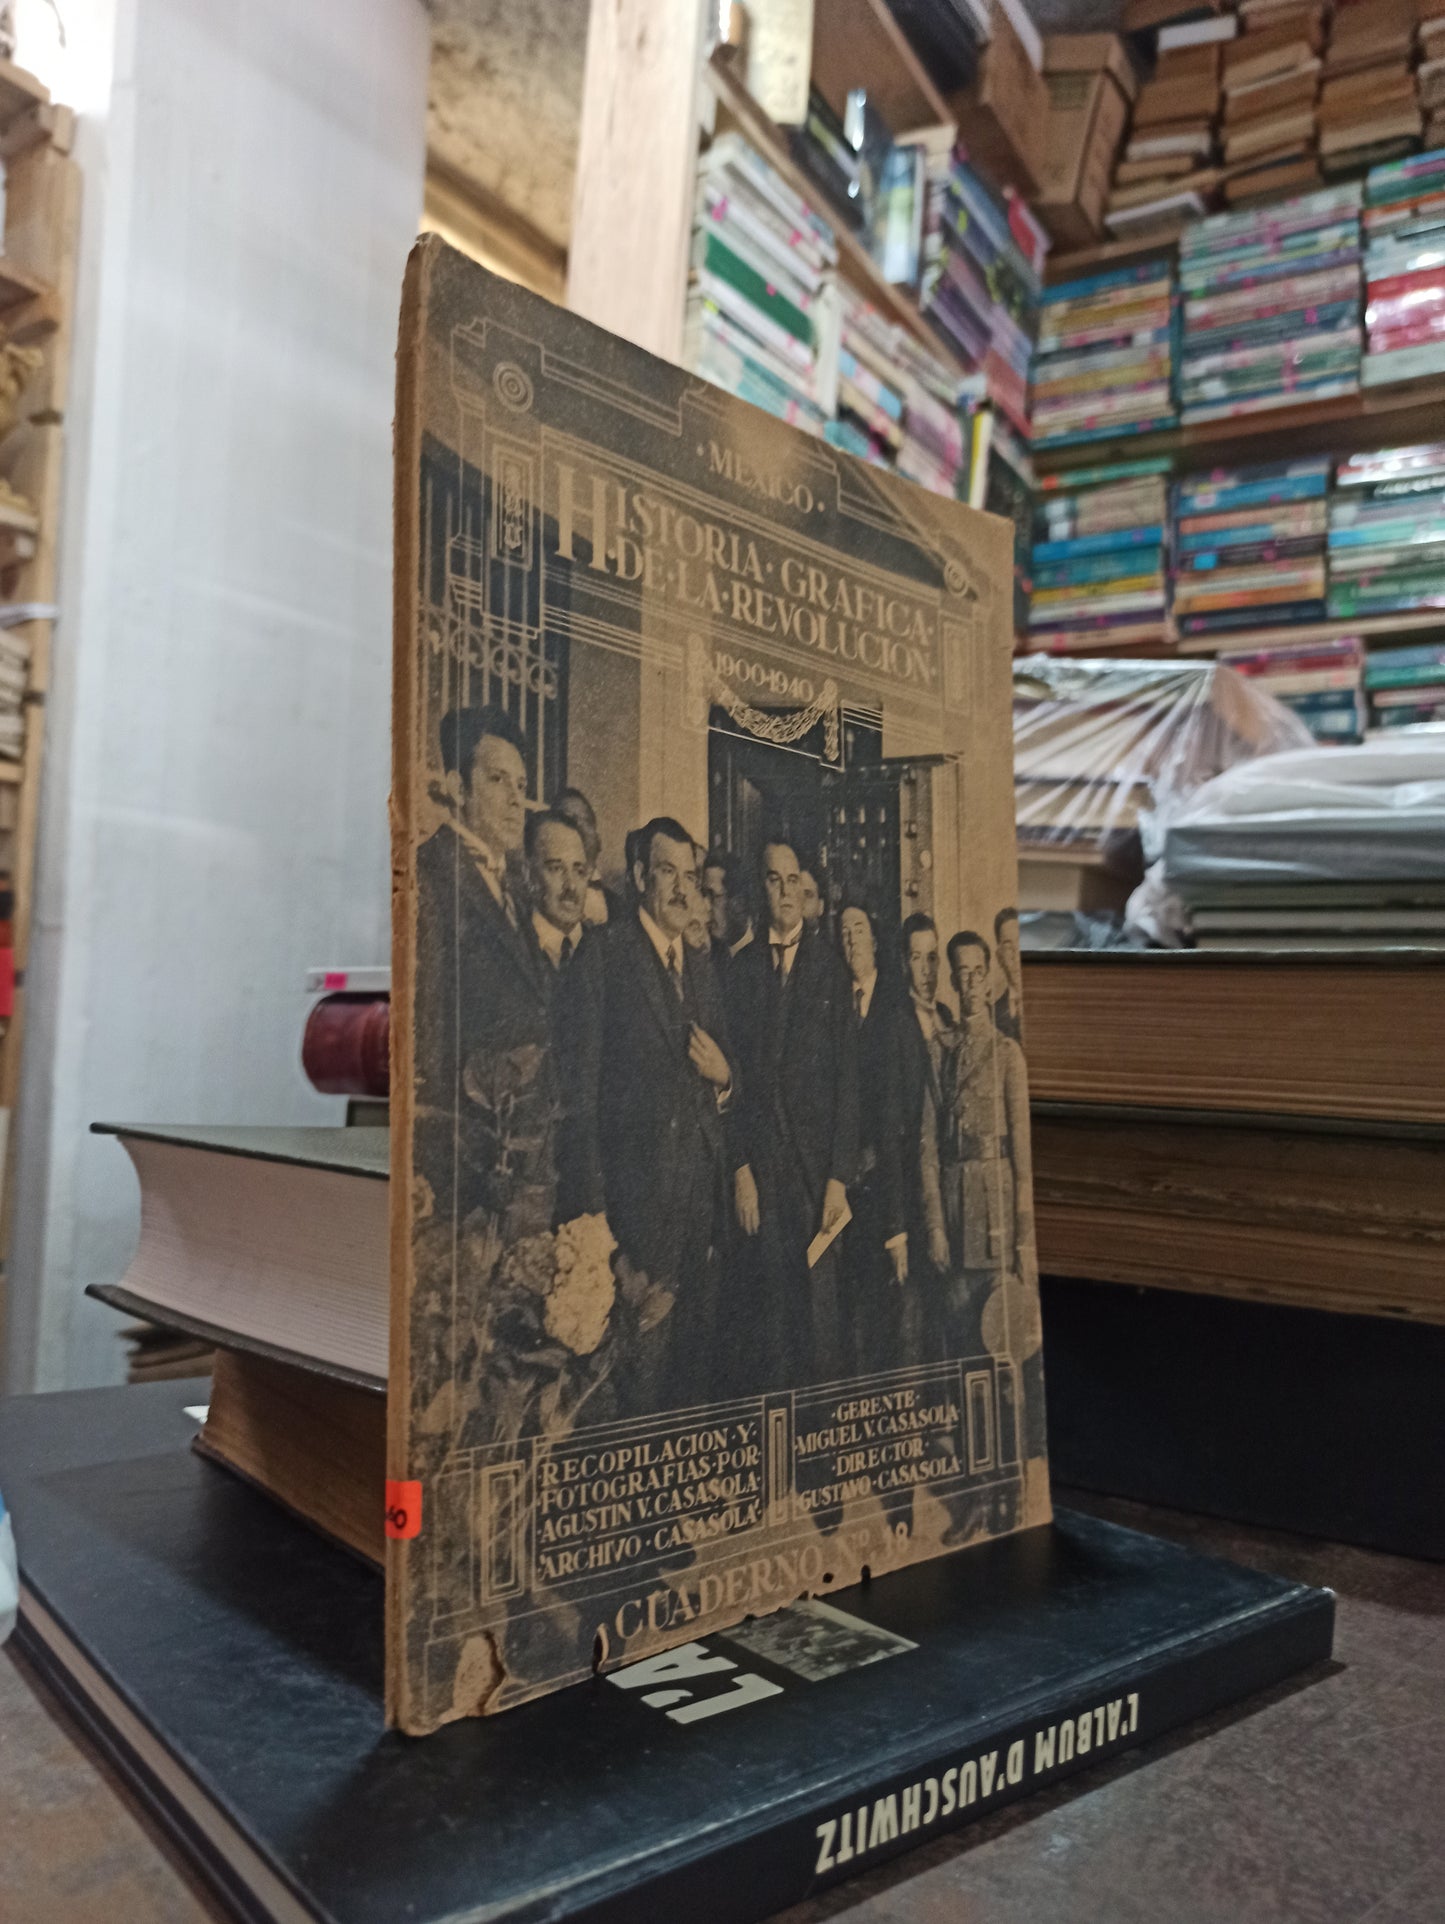 ·MEXICO·
HISTORIA·GRAFICA·
·DE·LA·REVOLUCION·
1900-1940
RECOPILACION·Y·
·FOTOGRAFIAS·POR·
·AGUSTIN V. CASASOLA·
·ARCHIVO·CASASOLA·
·GERENTE·
·MIGUEL V. CASASOLA·
·DIRECTOR·
·GUSTAVO·CASASOLA·
CUADERNO·Nº·18
60
L'A
L'ALBUM D'AUSCHWITZ